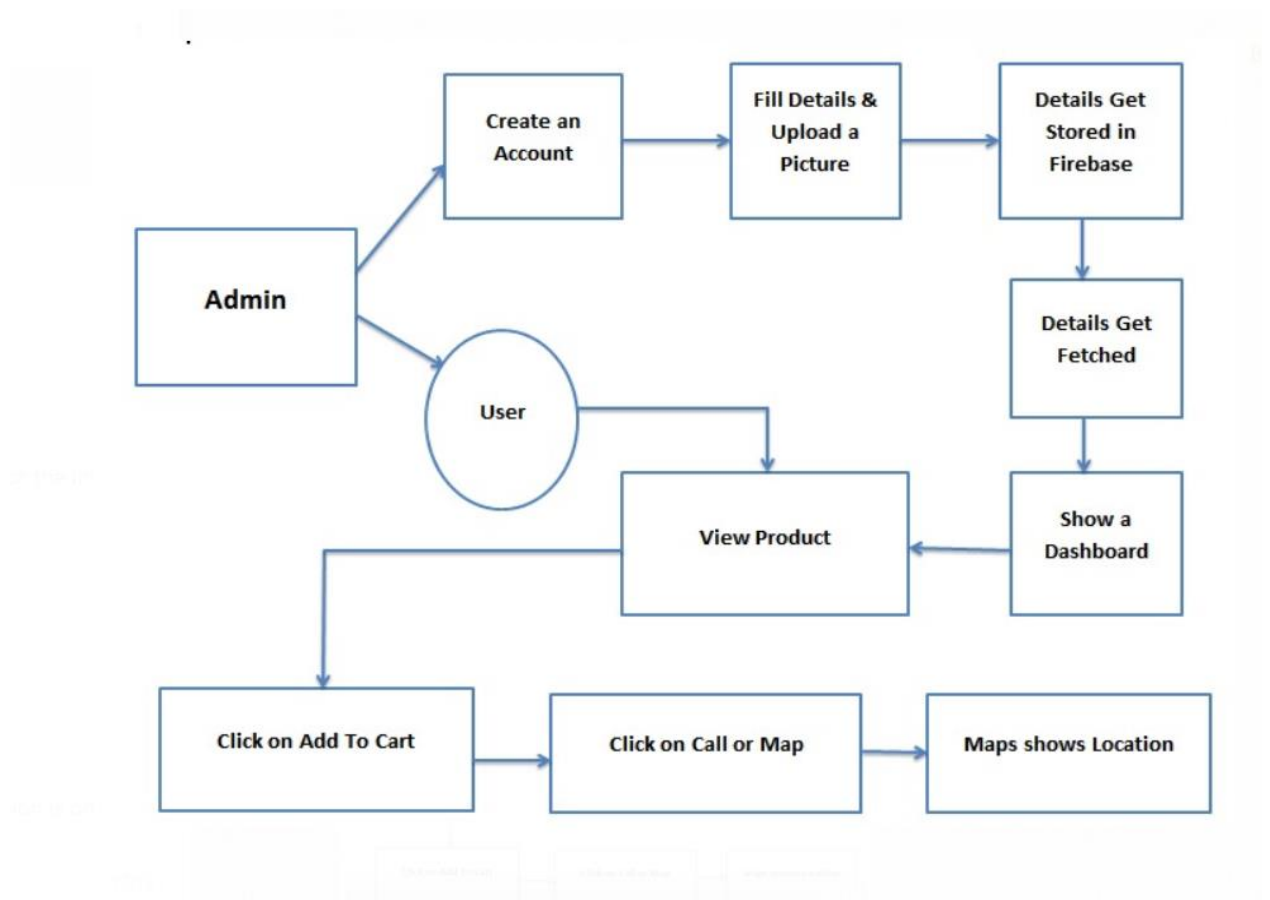 Create an
Account
Fill Details &
Upload a
Picture
Details Get
Stored in
Firebase
Admin
Details Get
Fetched
User
View Product
Show a
Dashboard
Click on Add To Cart
Click on Call or Map
Maps shows Location